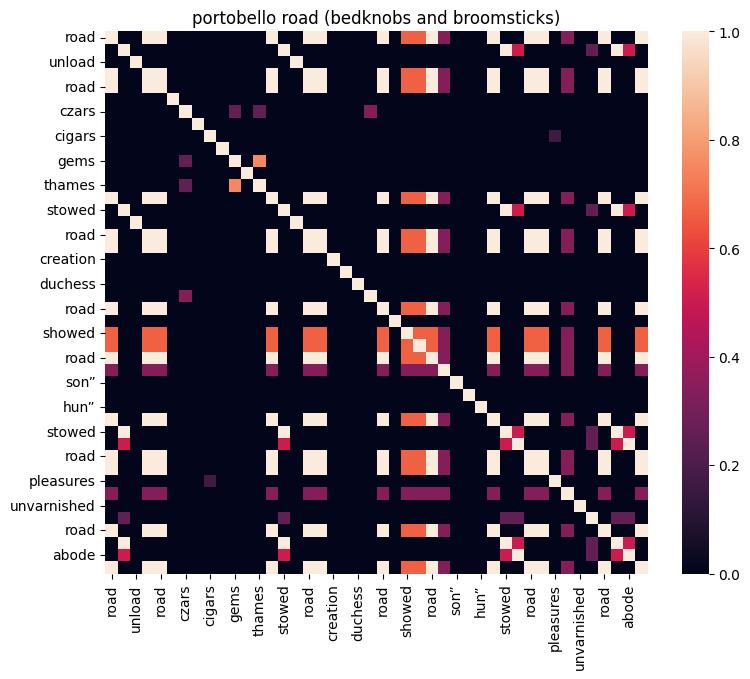 portobello road (bedknobs and broomsticks)
road
unload
road
czars
cigars
gems
thames
stowed
road
creation
duchess
road
showed
road
son”
hun”
stowed
road
pleasures
unvarnished
road
abode
road
unload
road
czars
cigars
gems
thames
stowed
road
creation
duchess
road
showed
road
son”
hun”
stowed
road
pleasures
unvarnished
road
abode
1.0
0.8
0.6
0.4
0.2
0.0